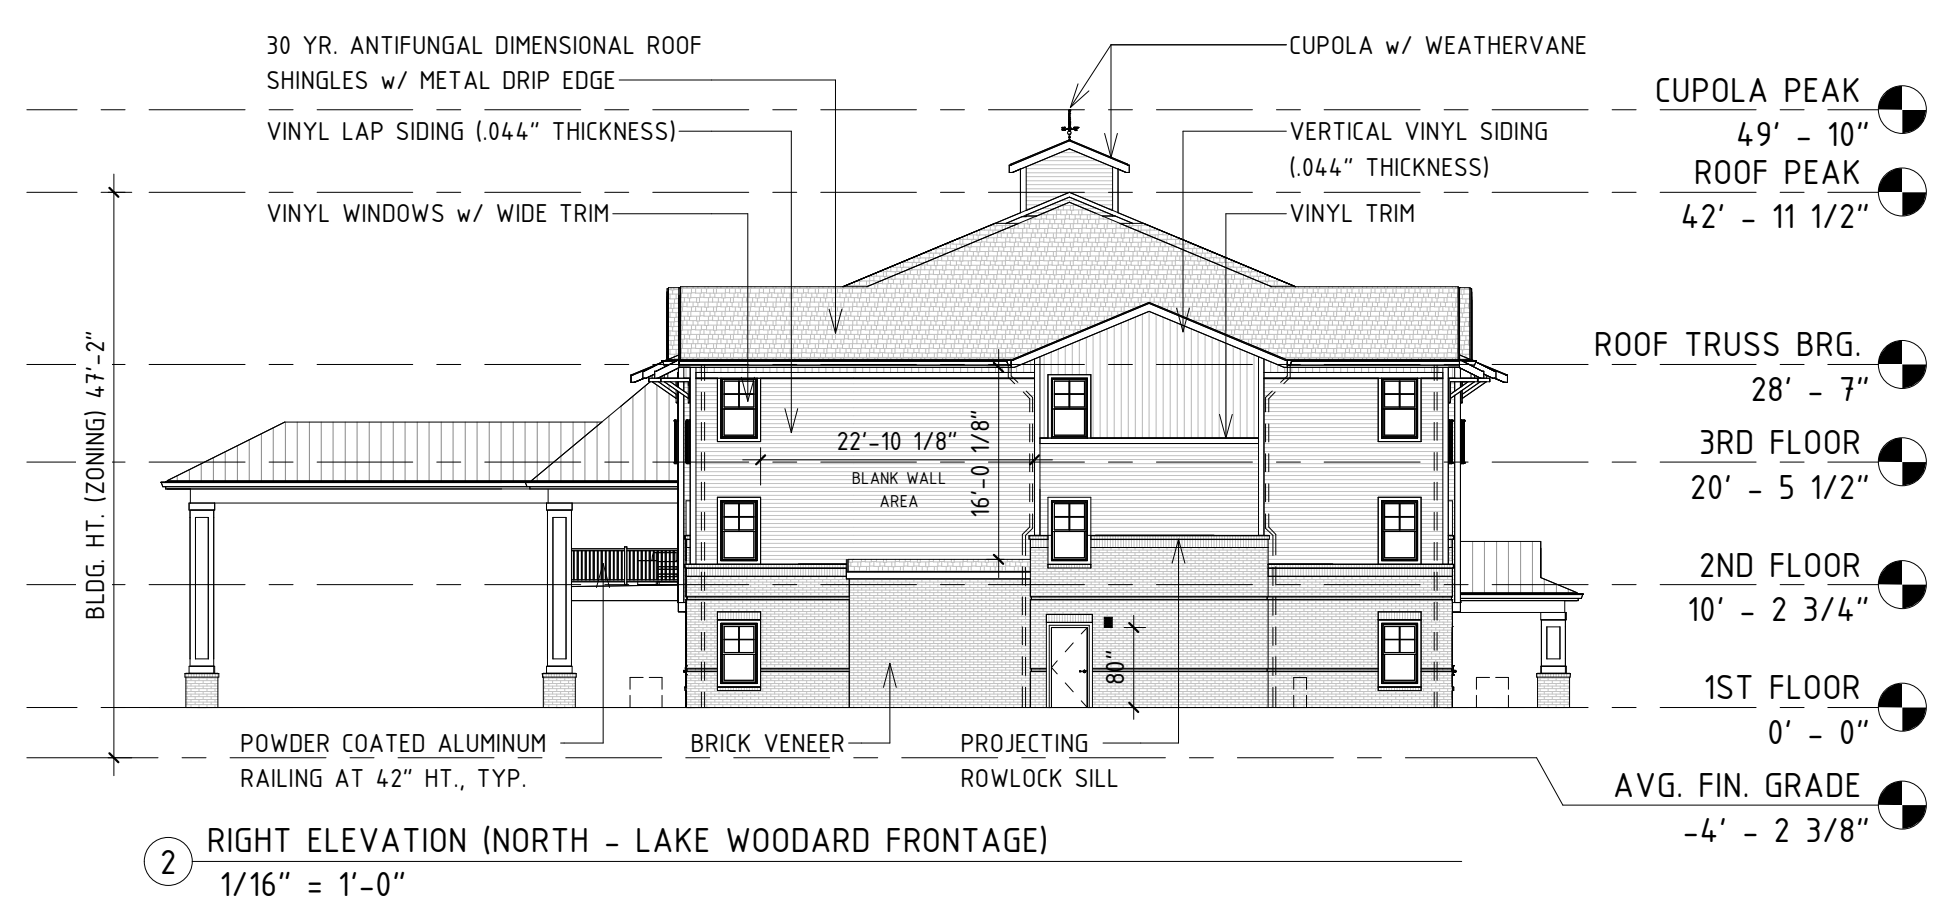 30 YR. ANTIFUNGAL DIMENSIONAL ROOF
SHINGLES w/ METAL DRIP EDGE
VINYL LAP SIDING (.044" THICKNESS)
VINYL WINDOWS w/ WIDE TRIM
CUPOLA w/ WEATHERVANE
VERTICAL VINYL SIDING
(.044" THICKNESS)
VINYL TRIM
CUPOLA PEAK
49' - 10"
ROOF PEAK
42' - 11 1/2"
ROOF TRUSS BRG.
28' - 7"
3RD FLOOR
20' - 5 1/2"
2ND FLOOR
10' - 2 3/4"
1ST FLOOR
0' - 0"
AVG. FIN. GRADE
-4' - 2 3/8"
BLDG. HT. (ZONING) 47'-2"
22'-10 1/8"
BLANK WALL
AREA
16'-0 1/8"
80"
POWDER COATED ALUMINUM
RAILING AT 42" HT., TYP.
BRICK VENEER
PROJECTING
ROWLOCK SILL
2
RIGHT ELEVATION (NORTH - LAKE WOODARD FRONTAGE)
1/16" = 1'-0"